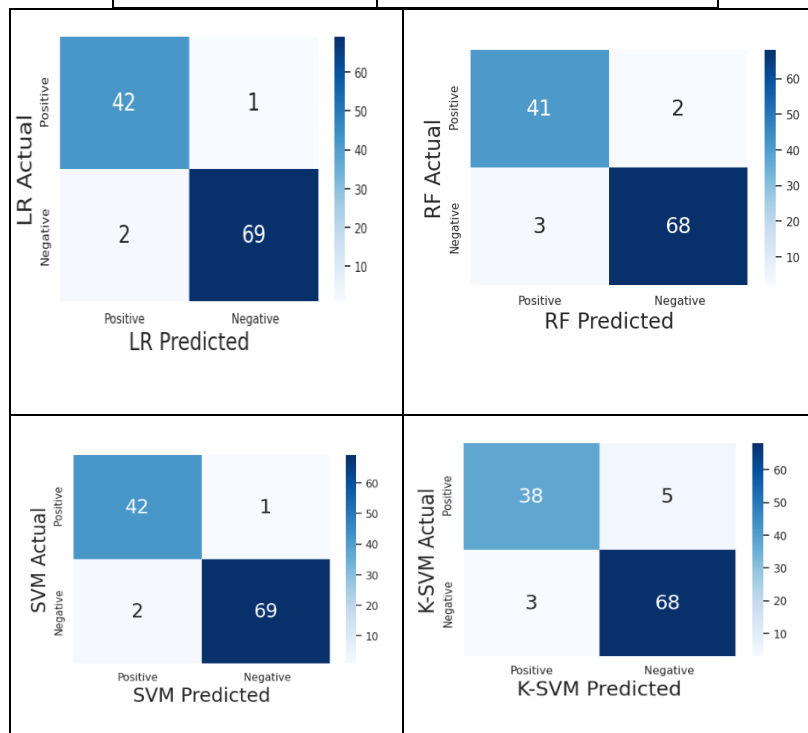 LR Actual
Positive
Negative
42 1
2 69
60
50
40
30
20
10
Positive Negative
LR Predicted
RF Actual
Positive
Negative
41 2
3 68
60
50
40
30
20
10
Positive Negative
RF Predicted
SVM Actual
Positive
Negative
42 1
2 69
60
50
40
30
20
10
Positive Negative
SVM Predicted
K-SVM Actual
Positive
Negative
38 5
3 68
60
50
40
30
20
10
Positive Negative
K-SVM Predicted